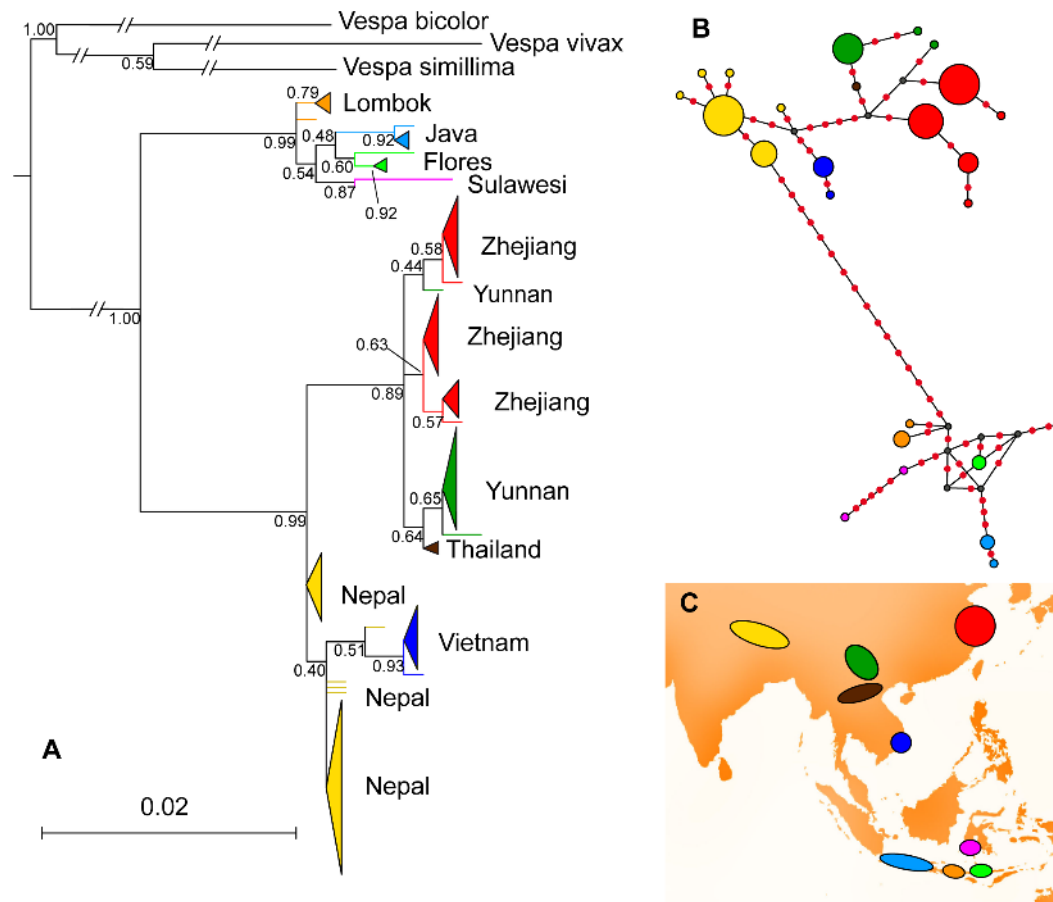 Vespa bicolor
1.00
B
Vespa vivax
0.59
Vespa simillima
0.79
Lombok
0.48
Java
0.92
0.99
Flores
0.60
0.54
Sulawesi
0.87
0.92
0.58
Zhejiang
0.44
Yunnan
1.00
Zhejiang
0.63
0.89
Zhejiang
0.57
Yunnan
0.65
0.99
0.64
Thailand
C
Nepal
0.51
Vietnam
0.93
0.40
Nepal
A
Nepal
0.02